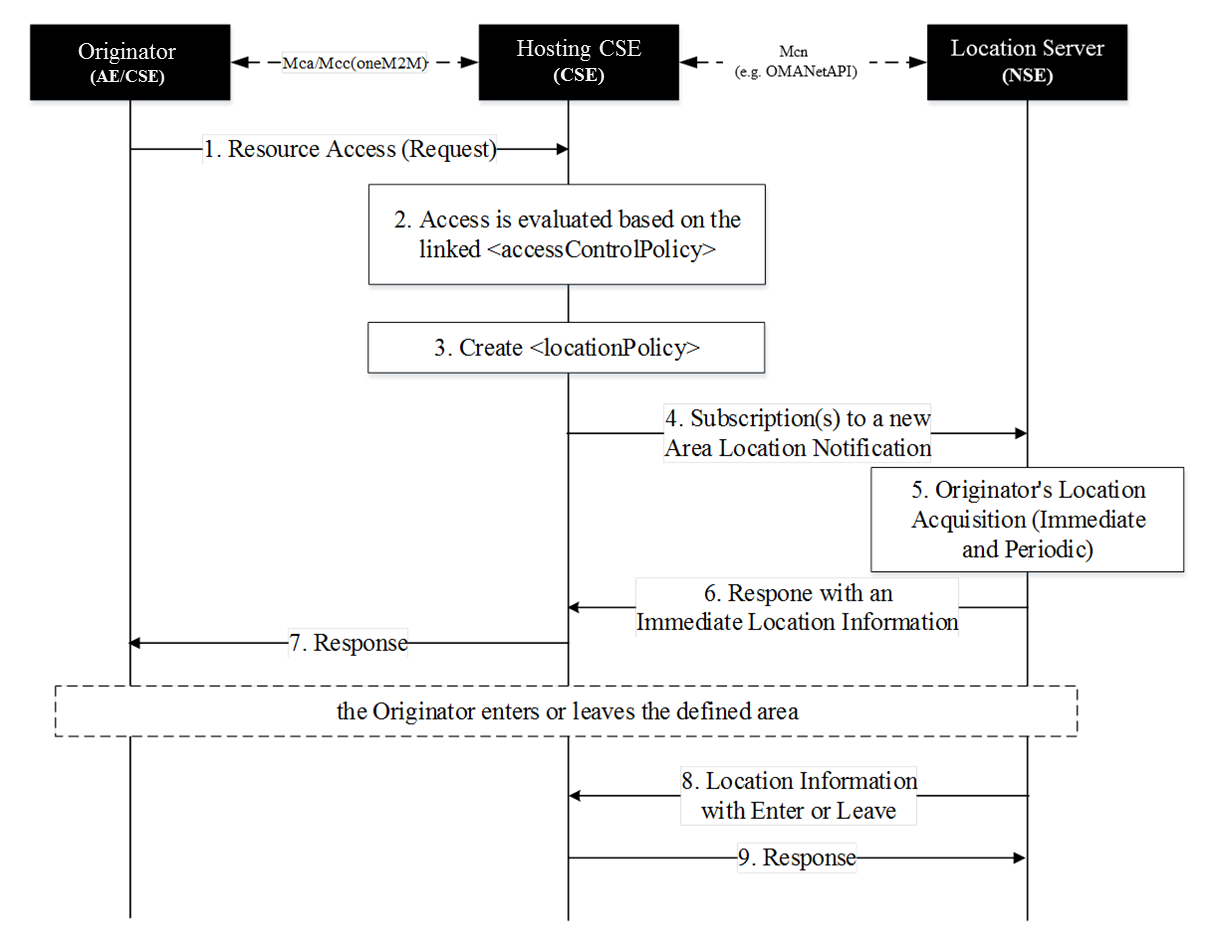 Originator
(AE/CSE)
Mca/Mcc(oneM2M)
Hosting CSE
(CSE)
Mcn
(e.g. OMANetAPI)
Location Server
(NSE)
1. Resource Access (Request)
2. Access is evaluated based on the
linked <accessControlPolicy>
3. Create <locationPolicy>
4. Subscription(s) to a new
Area Location Notification
5. Originator's Location
Acquisition (Immediate
and Periodic)
6. Respone with an
Immediate Location Information
7. Response
the Originator enters or leaves the defined area
8. Location Information
with Enter or Leave
9. Response